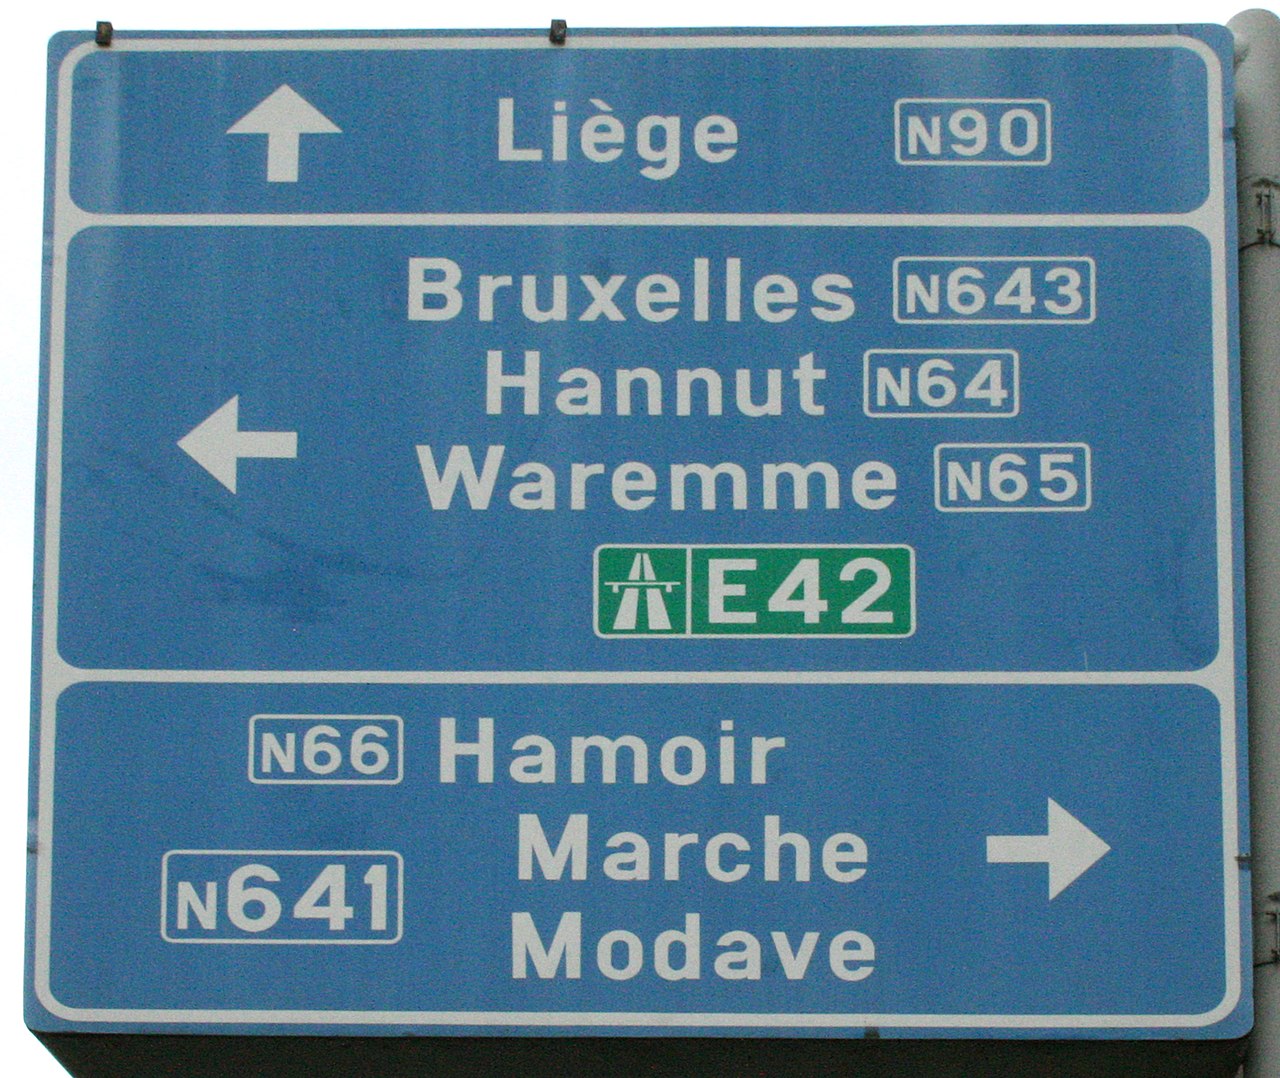 Liège N90
Bruxelles N643
Hannut N64
Waremme N65
E42
N66 Hamoir
Marche
N641
Modave